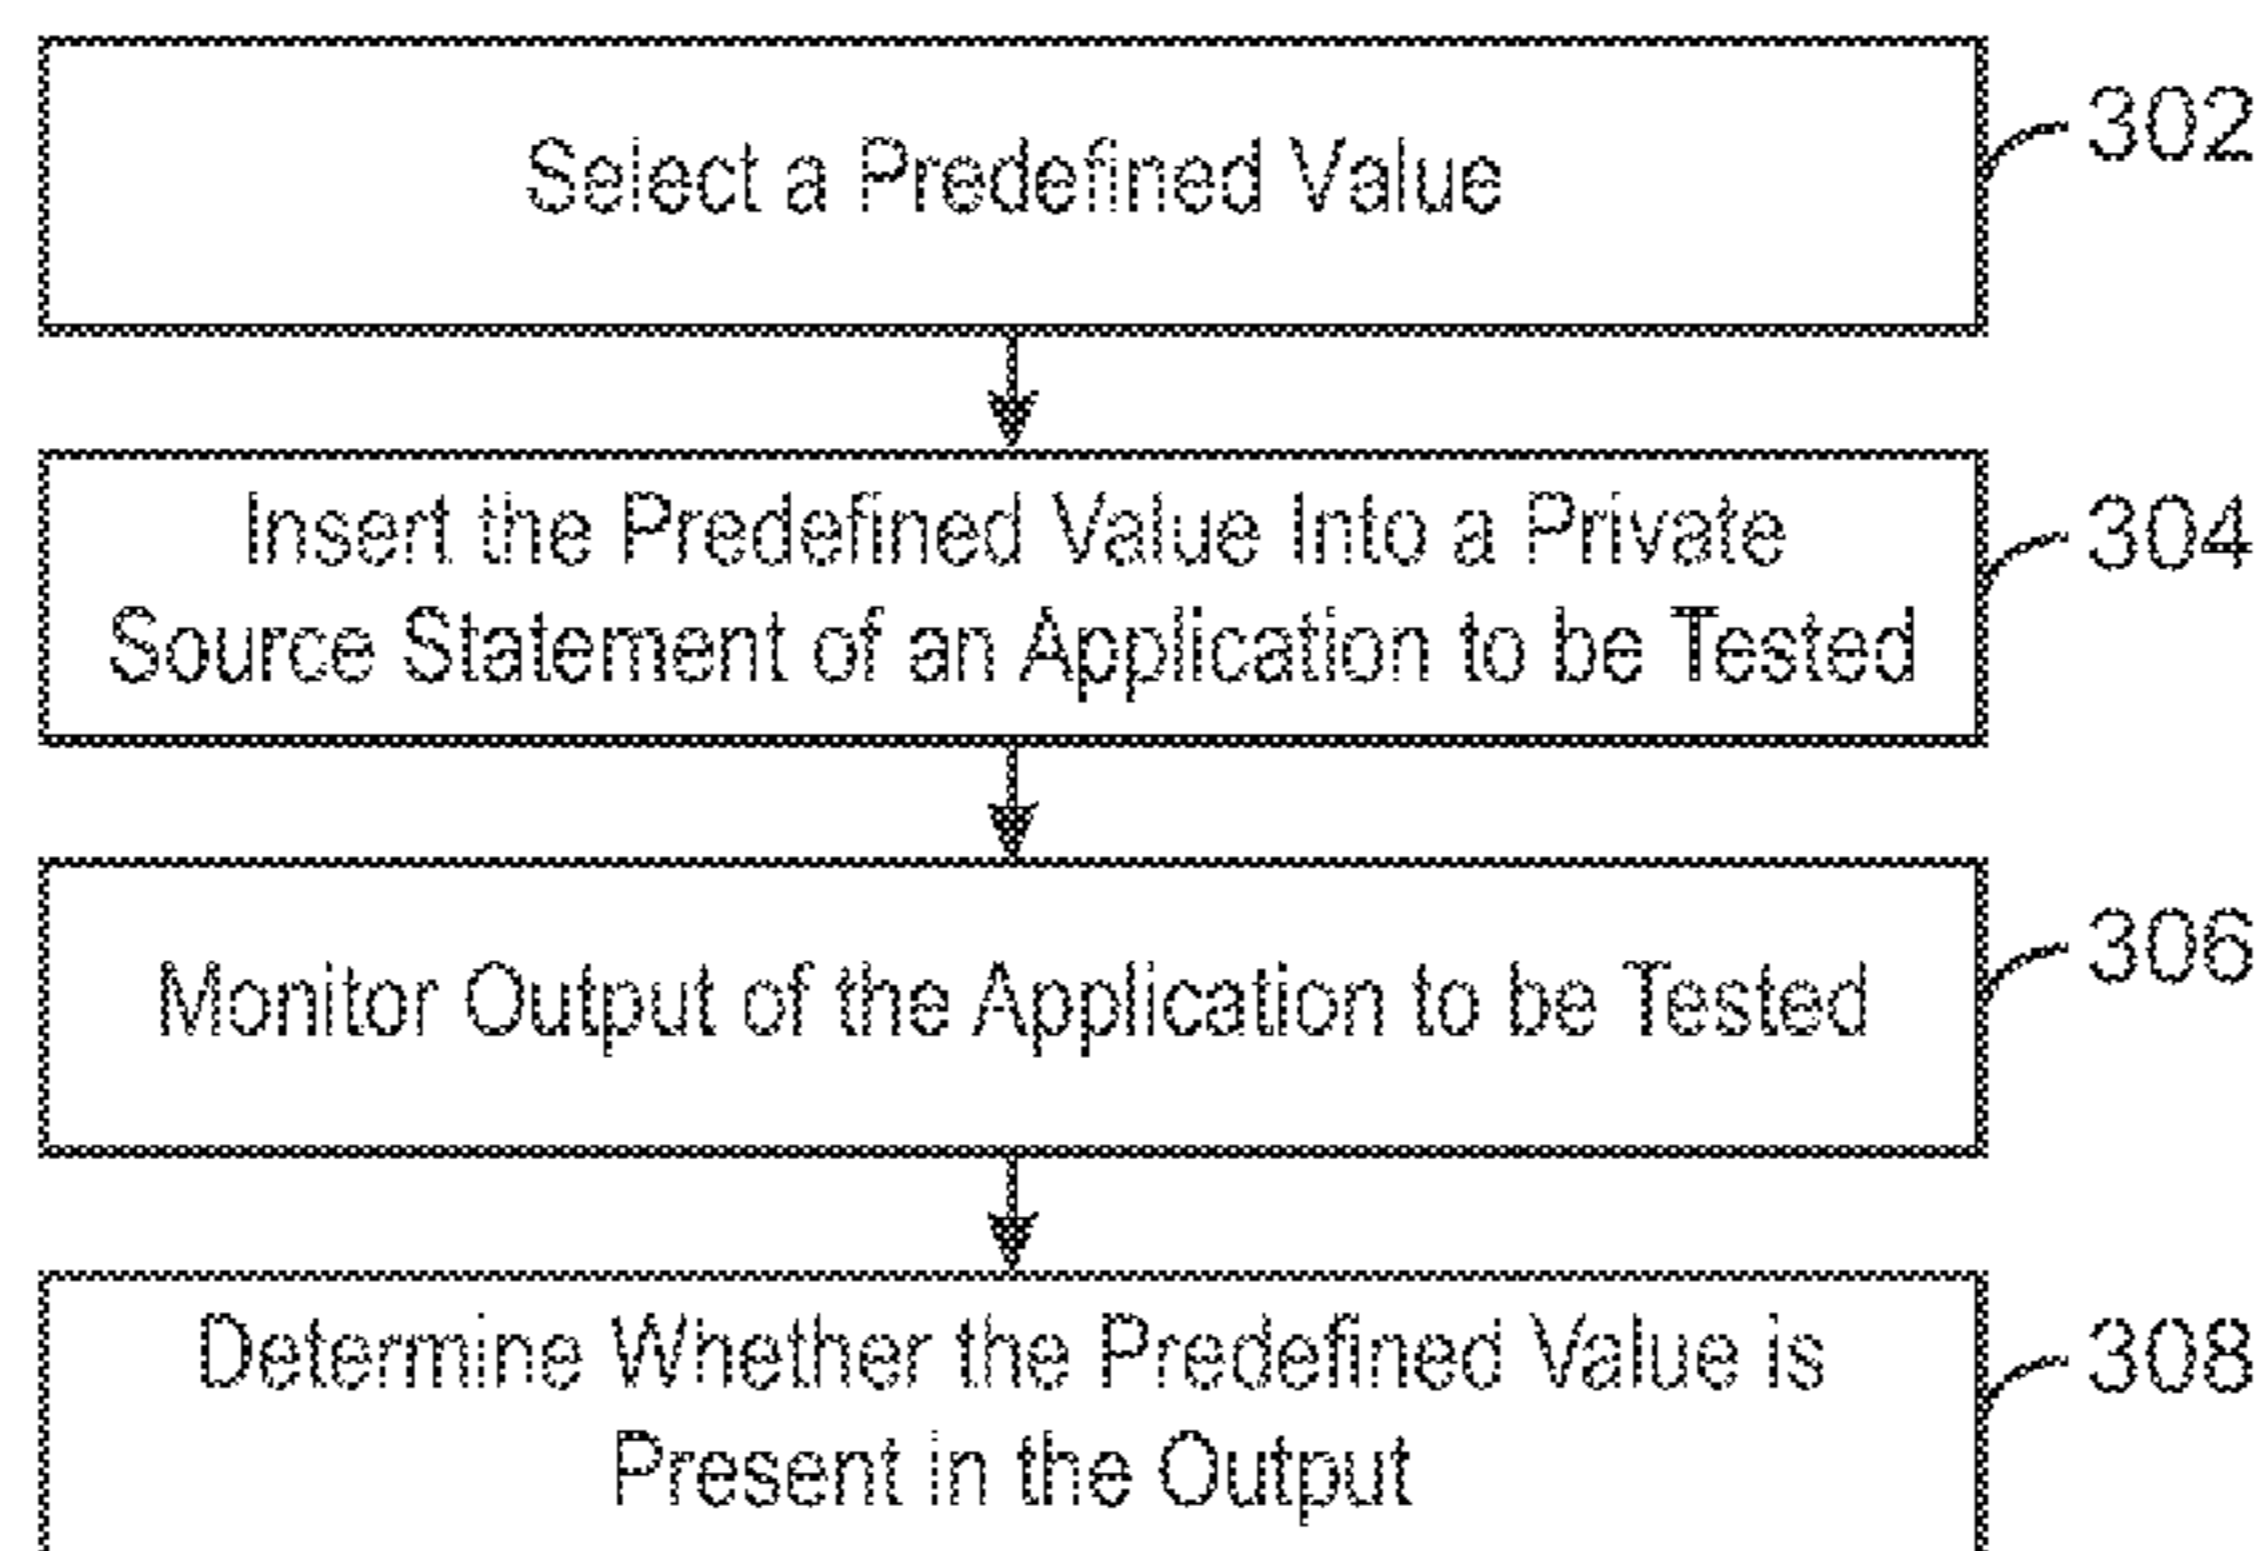 Select a Predefined Value
302
Insert the Predefined Value Into a Private
Source Statement of an Application to be Tested
304
Monitor Output of the Application to be Tested
306
Determine Whether the Predefined Value is
Present in the Output
308